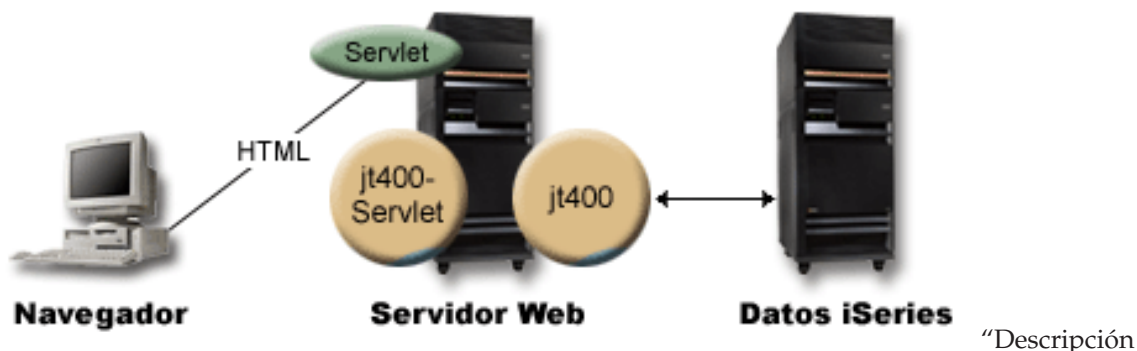 Servlet
HTML
jt400-
Servlet
jt400
Navegador
Servidor Web
Datos iSeries
“Descripción